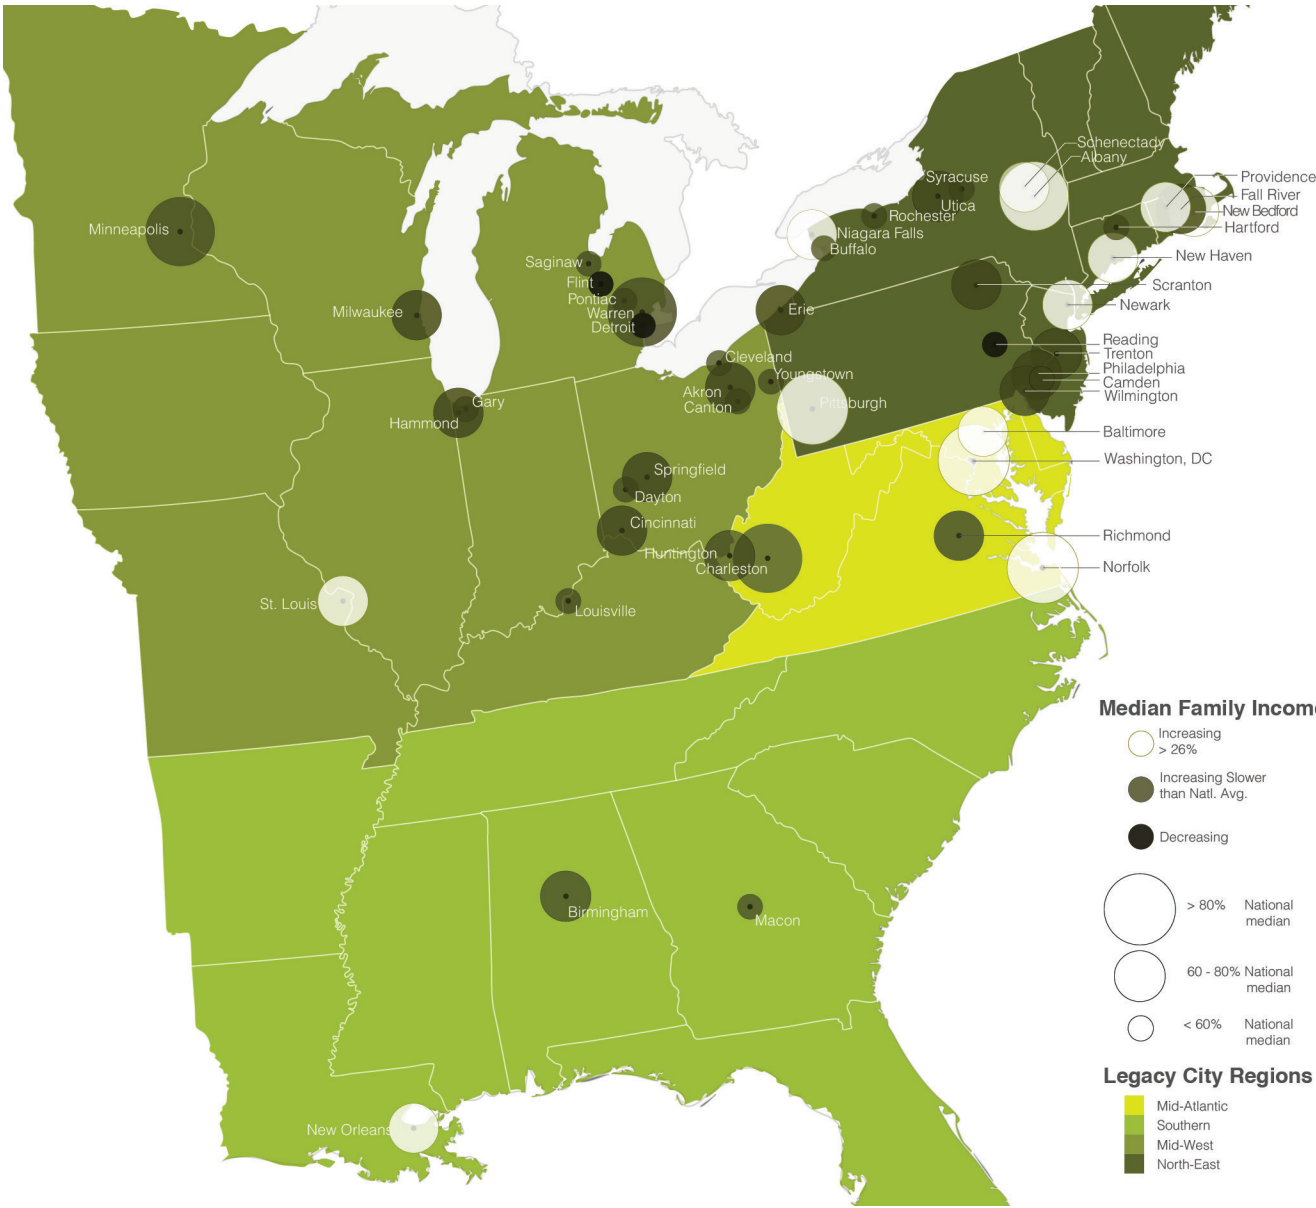 Schenectady
Albany
Syracuse
Utica
Rochester
Niagara Falls
Buffalo
Providence
Fall River
New Bedford
Hartford
New Haven
Scranton
Newark
Minneapolis
Saginaw
Flint
Pontiac
Warren
Detroit
Milwaukee
Erie
Reading
Trenton
Philadelphia
Camden
Wilmington
Cleveland
Youngstown
Akron
Canton
Pittsburgh
Gary
Hammond
Baltimore
Washington, DC
Springfield
Dayton
Cincinnati
Huntington
Charleston
Richmond
Norfolk
St. Louis
Louisville
Birmingham
Macon
New Orleans
Median Family Income
Increasing
> 26%
Increasing Slower
than Natl. Avg.
Decreasing
> 80% National
median
60 - 80% National
median
< 60% National
median
Legacy City Regions
Mid-Atlantic
Southern
Mid-West
North-East